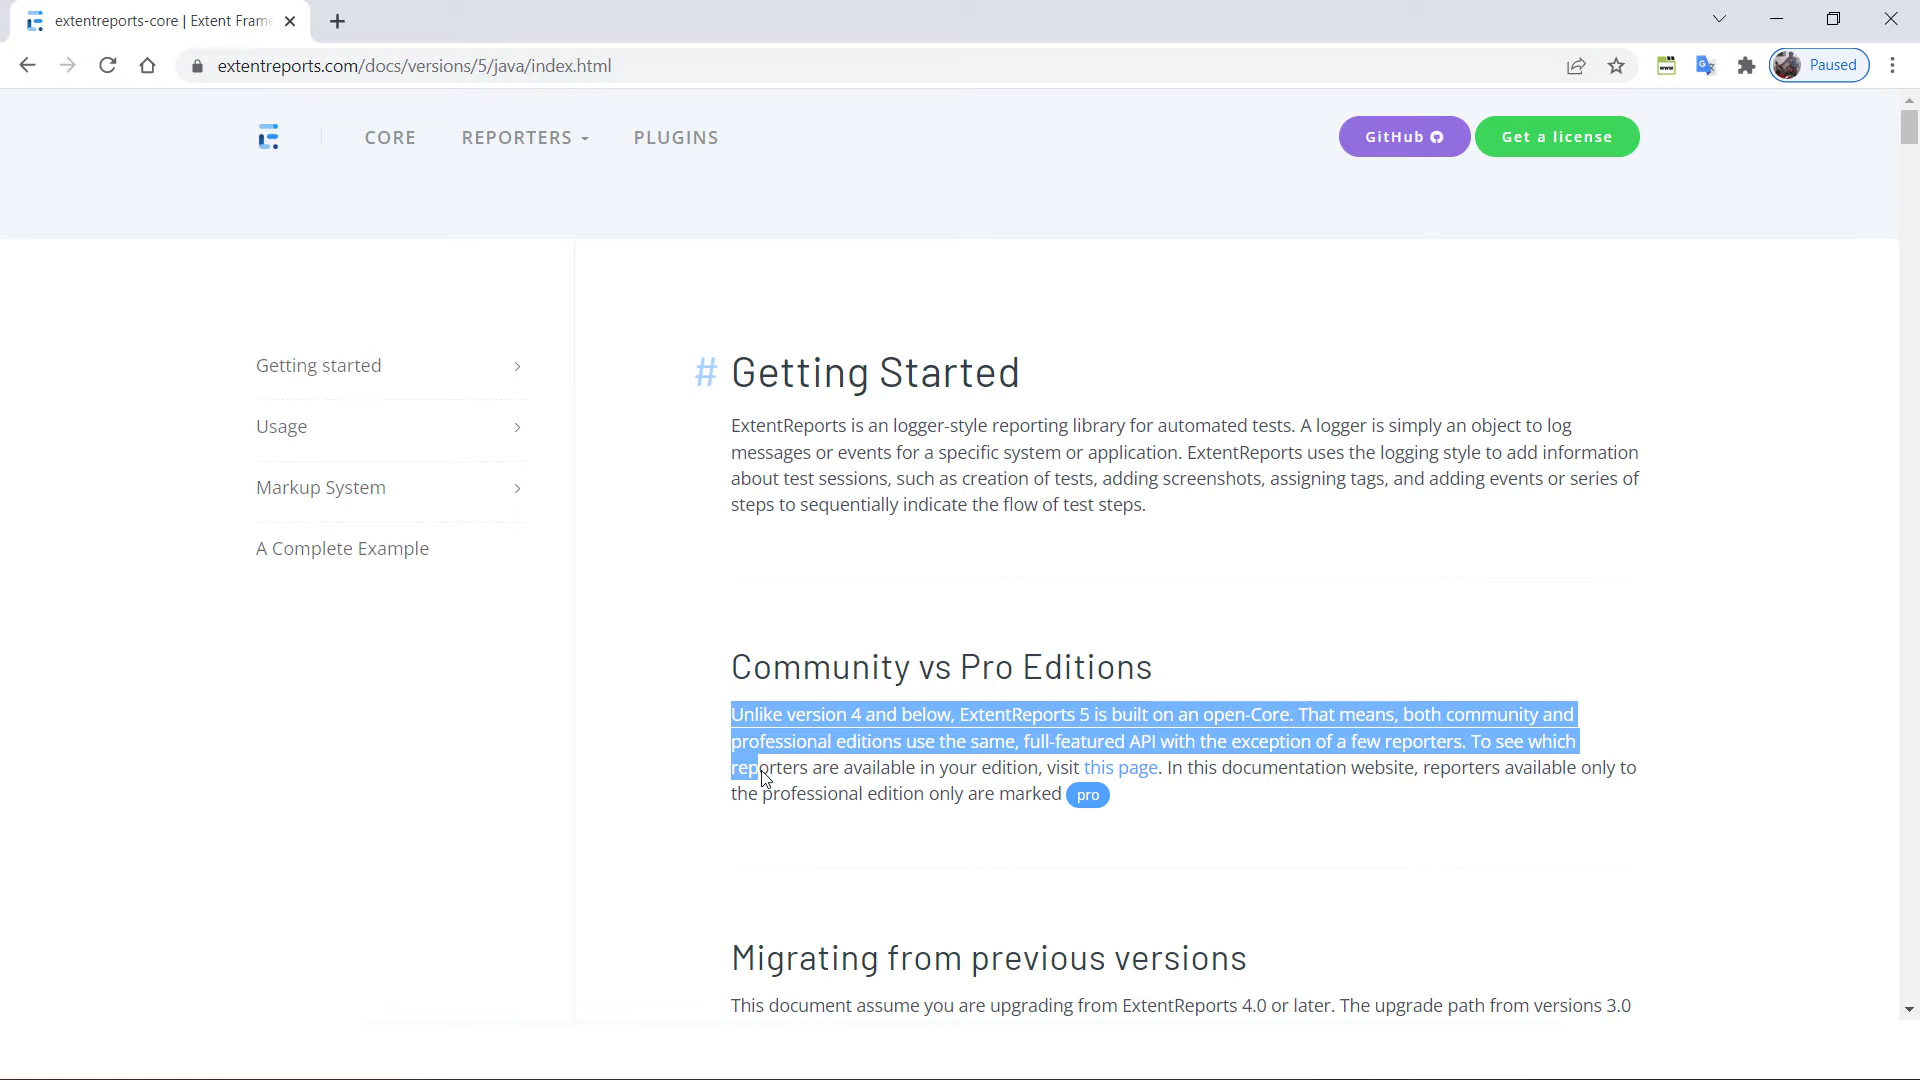 extentreports-core | Extent Fram
extentreports.com/docs/versions/5/java/index.html
Paused
CORE
REPORTERS
PLUGINS
GitHub
Get a license
Getting started
Usage
Markup System
A Complete Example
# Getting Started
ExtentReports is an logger-style reporting library for automated tests. A logger is simply an object to log
messages or events for a specific system or application. ExtentReports uses the logging style to add information
about test sessions, such as creation of tests, adding screenshots, assigning tags, and adding events or series of
steps to sequentially indicate the flow of test steps.
Community vs Pro Editions
Unlike version 4 and below, ExtentReports 5 is built on an open-Core. That means, both community and
professional editions use the same, full-featured API with the exception of a few reporters. To see which
reporters are available in your edition, visit this page. In this documentation website, reporters available only to
the professional edition only are marked pro
Migrating from previous versions
This document assume you are upgrading from ExtentReports 4.0 or later. The upgrade path from versions 3.0